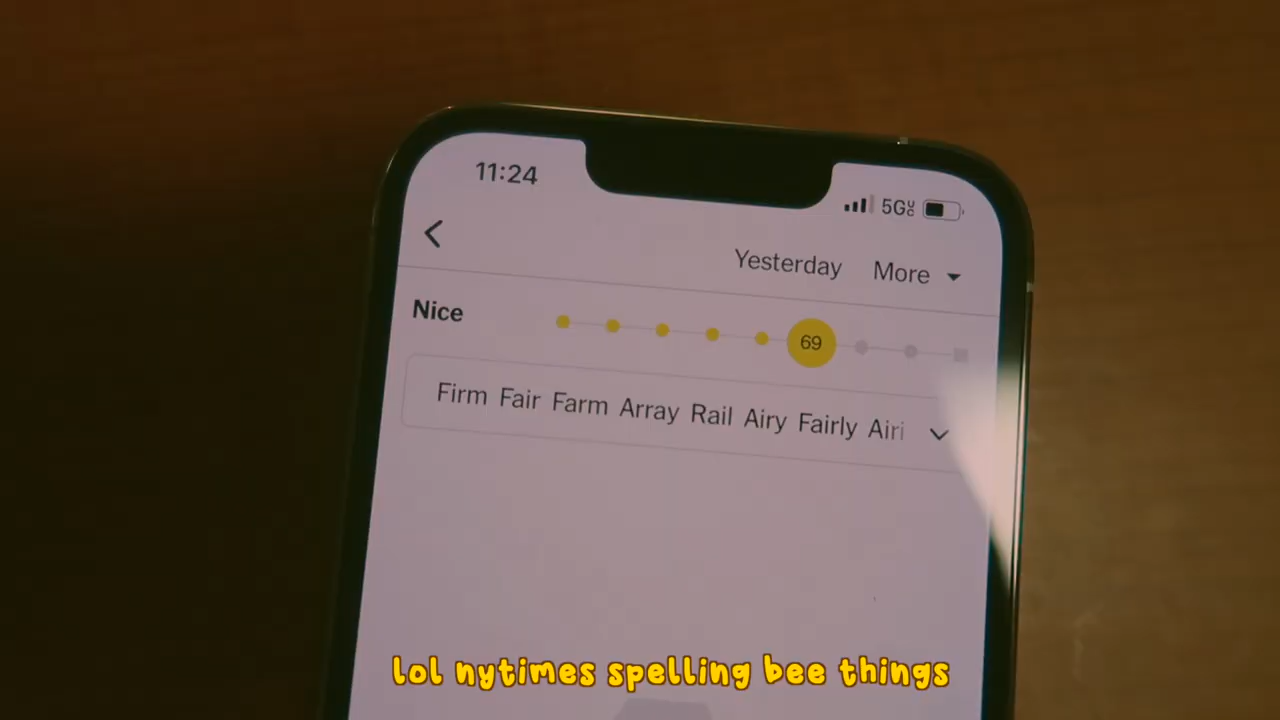 11:24 5G
Yesterday More
Nice 69
Firm Fair Farm Array Rail Airy Fairly Airi
lol nytimes spelling bee things